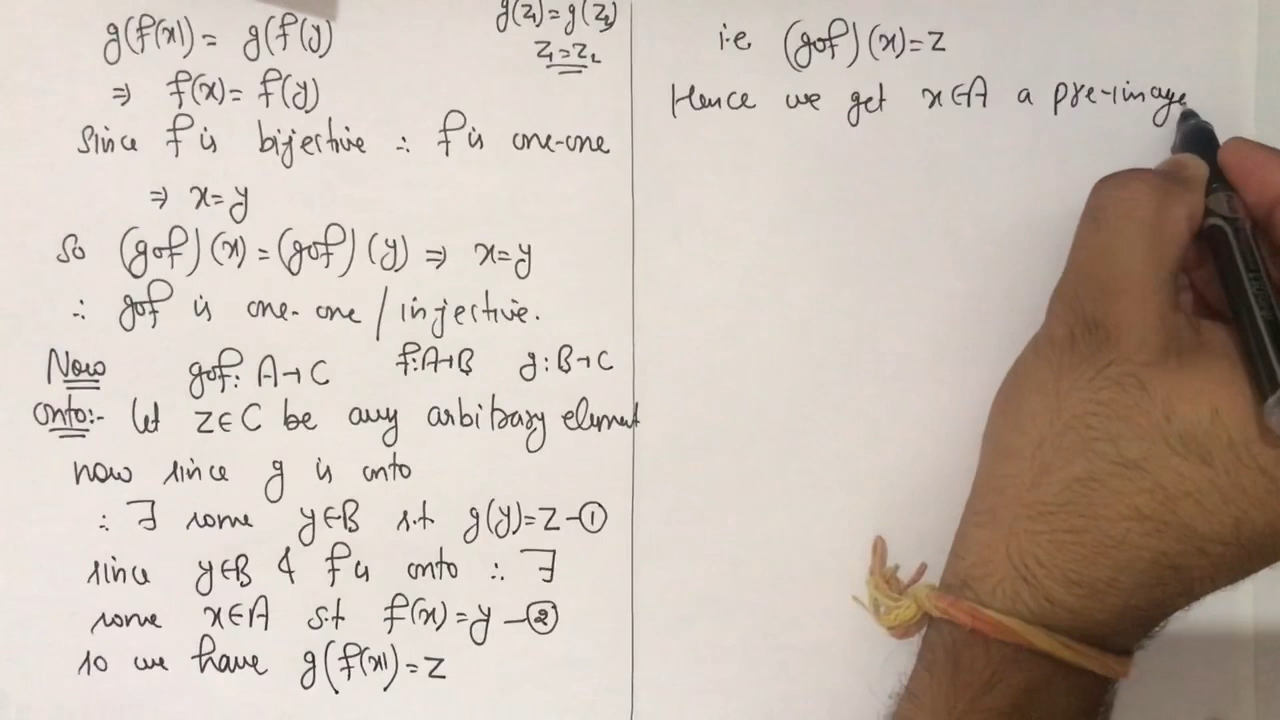 g(f(x)) = g(f(y)
⇒ f(x) = f(y)
Since f is bijective ∴ f is one-one
⇒ x=y
So (gof)(x) = (gof)(y) ⇒ x=y
∴ gof is one-one / injective.
Now gof: A→C f:A→B g:B→C
onto:- let z∈C be any arbitrary element
now since g is onto
∴ ∃ some y∈B s.t g(y)=z -①
since y∈B & f is onto ∴ ∃
some x∈A s.t f(x)=y -②
so we have g(f(x))=z
g(z₁)=g(z₂)
z₁=z₂
i.e (gof)(x)=z
Hence we get x∈A a pre-image